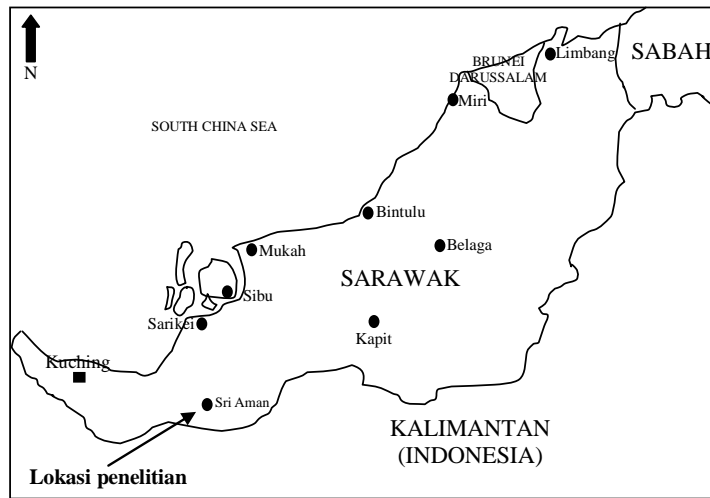 Limbang
BRUNEI
DARUSSALAM
SABAH
N
Miri
SOUTH CHINA SEA
Bintulu
Mukah
Belaga
SARAWAK
Sibu
Sarikei
Kapit
Kuching
Sri Aman
KALIMANTAN
(INDONESIA)
Lokasi penelitian